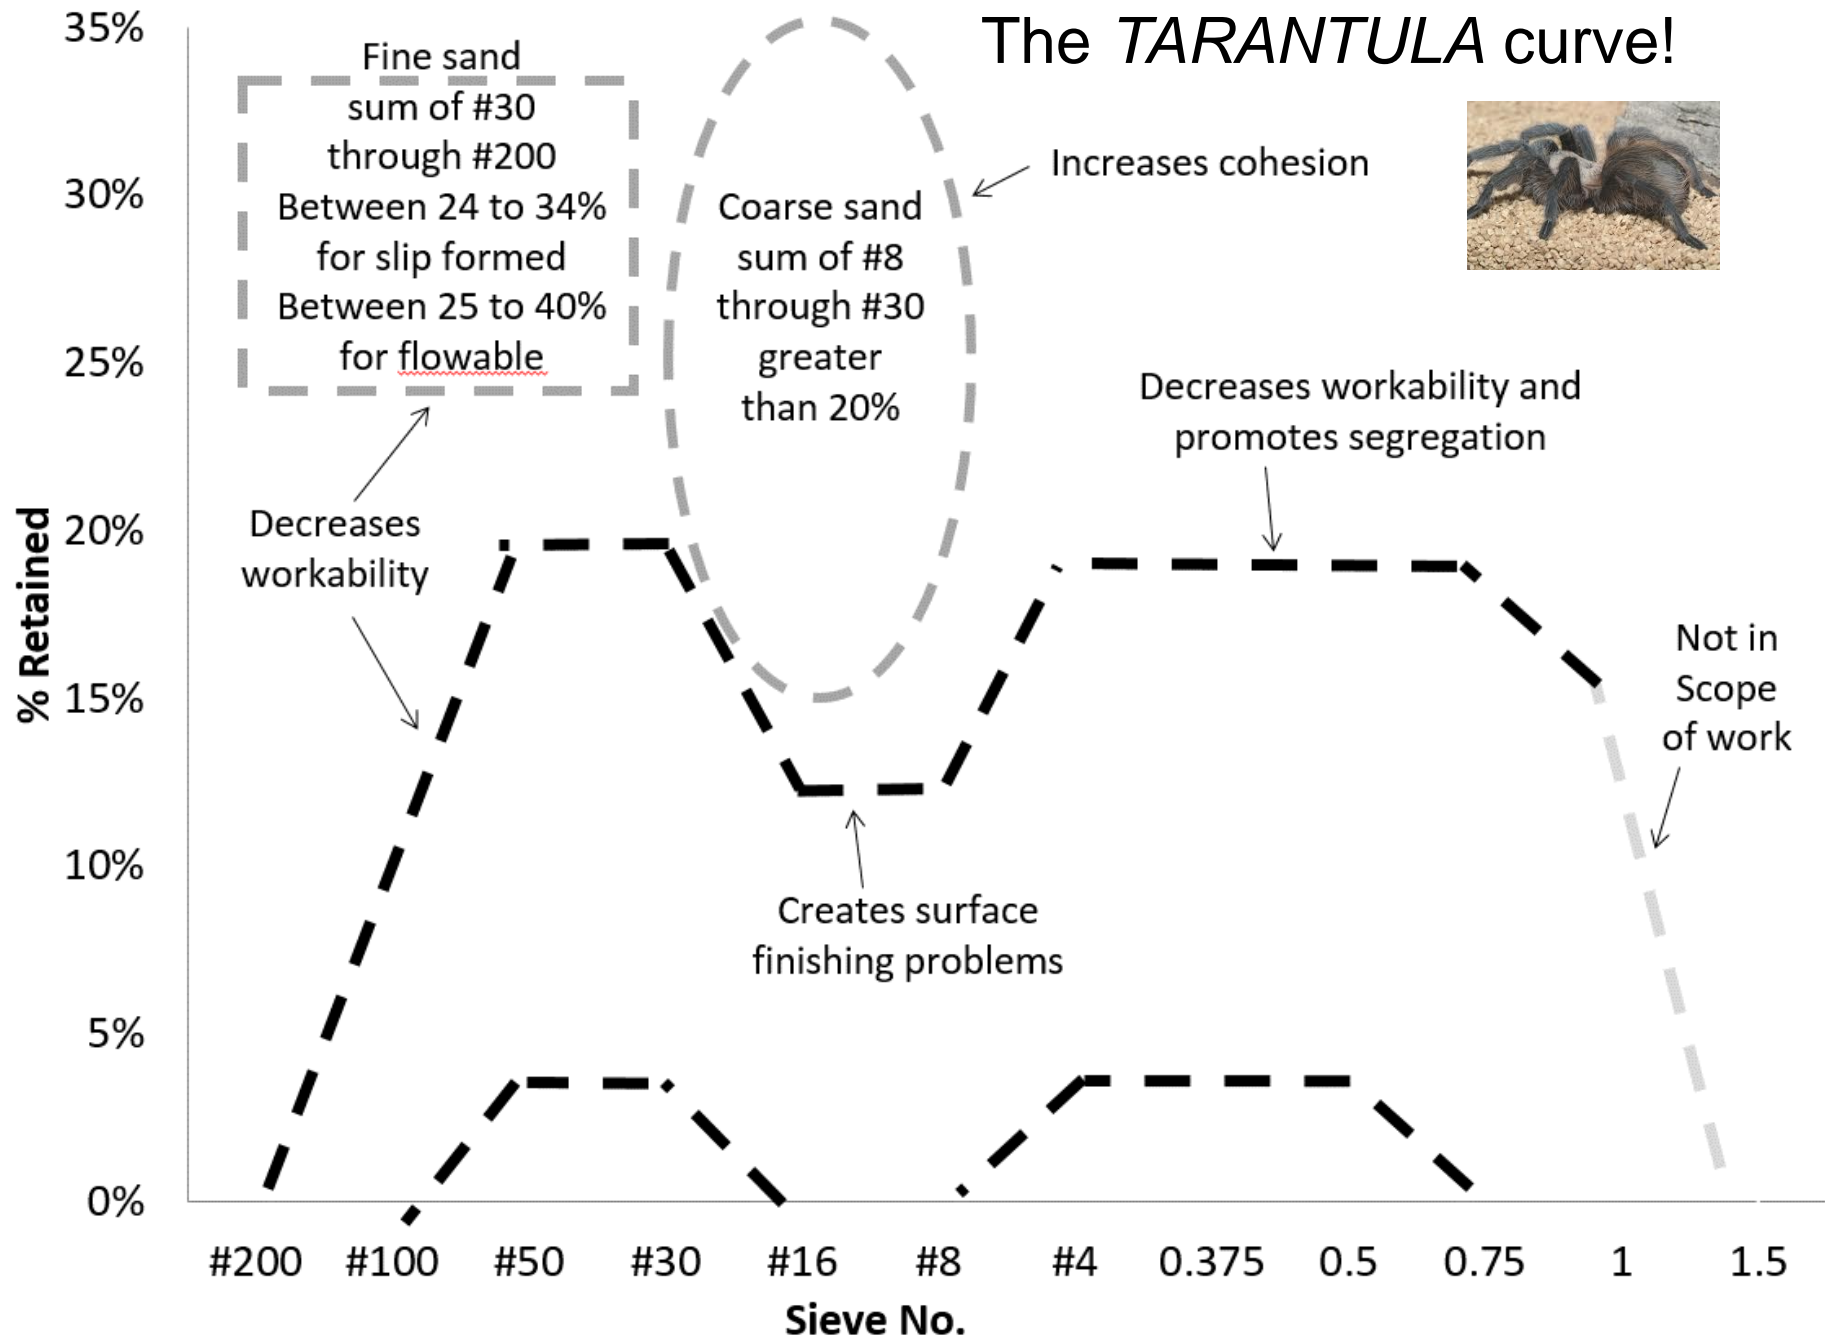 The TARANTULA curve!
Fine sand
sum of #30
through #200
Between 24 to 34%
for slip formed
Between 25 to 40%
for flowable
Coarse sand
sum of #8
through #30
greater
than 20%
Increases cohesion
Decreases workability and
promotes segregation
Decreases
workability
Not in
Scope
of work
Creates surface
finishing problems
% Retained
35%
30%
25%
20%
15%
10%
5%
0%
#200 #100 #50 #30 #16 #8 #4 0.375 0.5 0.75 1 1.5
Sieve No.